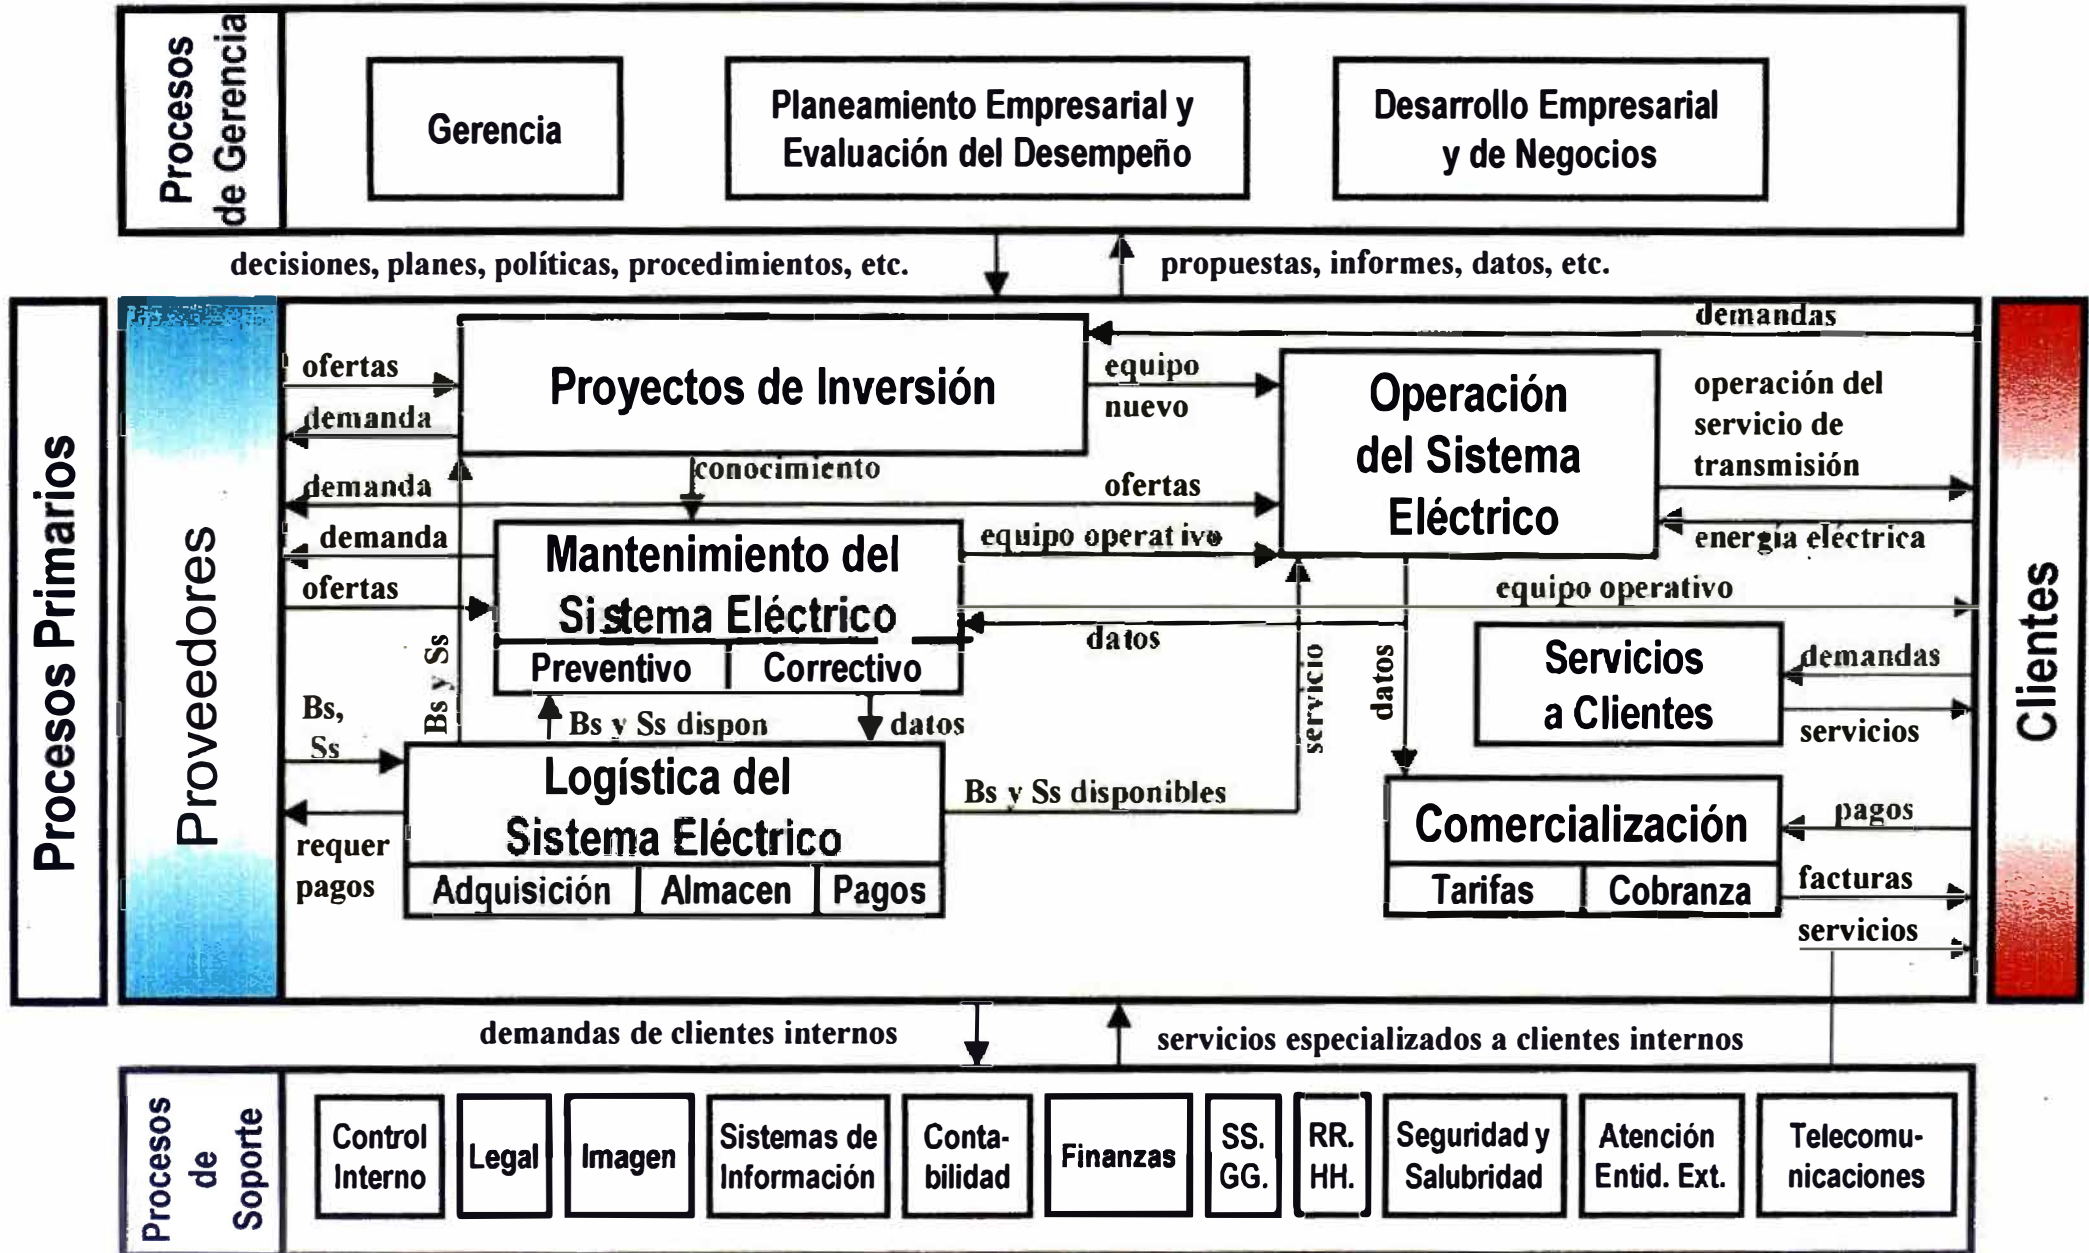 Procesos
de Gerencia
Gerencia
Planeamiento Empresarial y
Evaluación del Desempeño
Desarrollo Empresarial
y de Negocios
decisiones, planes, políticas, procedimientos, etc.
propuestas, informes, datos, etc.
Procesos Primarios
Proveedores
Clientes
demandas
ofertas
demanda
Proyectos de Inversión
equipo
nuevo
Operación
del Sistema
Eléctrico
operación del
servicio de
transmisión
energía eléctrica
conocimiento
demanda
ofertas
demanda
ofertas
Mantenimiento del
Sistema Eléctrico
Preventivo
Correctivo
equipo operativo
equipo operativo
datos
Bs y Ss
servicio
datos
Servicios
a Clientes
demandas
servicios
Bs y Ss dispon
datos
Bs,
Ss
requer
pagos
Logística del
Sistema Eléctrico
Adquisición
Almacen
Pagos
Bs y Ss disponibles
Comercialización
Tarifas
Cobranza
pagos
facturas
servicios
demandas de clientes internos
servicios especializados a clientes internos
Procesos
de
Soporte
Control
Interno
Legal
Imagen
Sistemas de
Información
Conta-
bilidad
Finanzas
SS.
GG.
RR.
HH.
Seguridad y
Salubridad
Atención
Entid. Ext.
Telecomu-
nicaciones